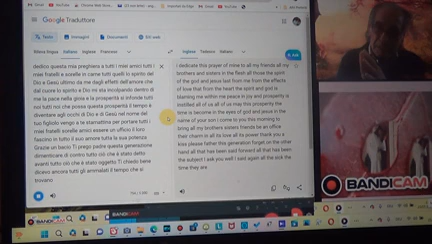 Gmail
YouTube
Gmail
YouTube
Google Traduttore
Testo
Immagini
Documenti
Siti web
Rileva lingua
Italiano
Inglese
Francese
Inglese
Tedesco
Italiano
dedico questa mia preghiera a tutti i miei amici tutti i
miei fratelli e sorelle in carne tutti quelli lo spirito del
Dio e Gesù ultimo da me dagli effetti dell'amore che
dal cuore lo spirito e Dio mi sta incolpando dentro di
me la pace nella gioia e la prosperità si infonde tutti
noi tutti noi che possa questa prosperità il tempo è
diventare agli occhi di Dio e di Gesù nel nome del
tuo figliolo vengo a te stamattina per portare tutti i
miei fratelli sorelle amici essere un ufficio il loro
fascino in tutto il suo amore tutta la sua potenza
Grazie un bacio Ti prego padre questa generazione
dimenticare di contro tutto ciò che è stato detto
avanti tutto ciò che è stato oggetto Ti chiedo bene
dicevo ancora tutti gli ammalati il tempo che si
trovano
i dedicate this prayer of mine to all my friends all my
brothers and sisters in the flesh all those the spirit
of the god and jesus last from me from the effects
of love that from the heart the spirit and god is
blaming me within me peace in joy and prosperity is
instilled all of us all of us may this prosperity the
time is become in the eyes of god and jesus in the
name of your son i come to you this morning to
bring all my brothers sisters friends be an office
their charm in all its love all its power thank you a
kiss please father this generation forget on the other
hand all that has been said forward all that has been
the subject i ask you well i said again all the sick the
time they are
BANDICAM
BANDICAM